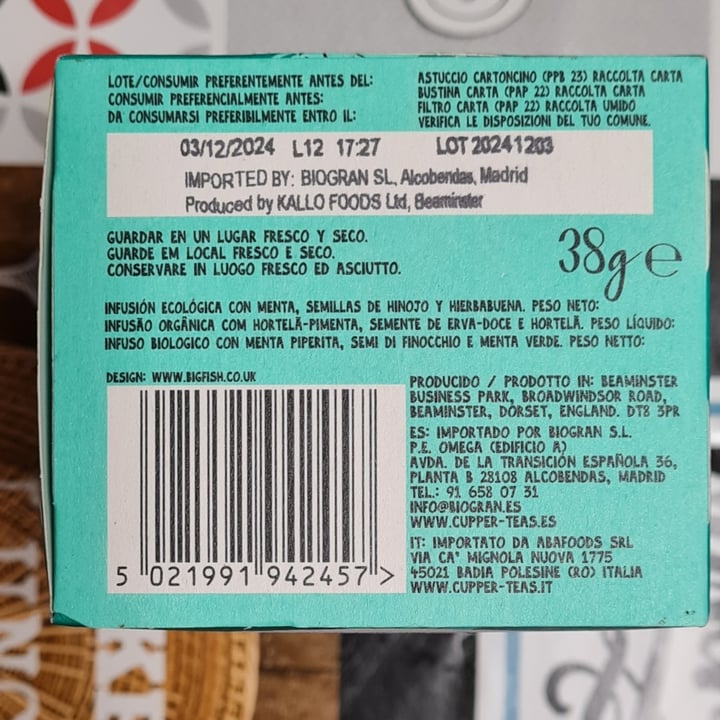 LOTE/CONSUMIR PREFERENTEMENTE ANTES DEL:
CONSUMIR PREFERENCIALMENTE ANTES:
DA CONSUMARSI PREFERIBILMENTE ENTRO IL:
ASTUCCIO CARTONCINO (PPB 23) RACCOLTA CARTA
BUSTINA CARTA (PAP 22) RACCOLTA CARTA
FILTRO CARTA (PAP 22) RACCOLTA UMIDO
VERIFICA LE DISPOSIZIONI DEL TUO COMUNE.
03/12/2024 L12 17:27 LOT 20241203
IMPORTED BY: BIOGRAN SL, Alcobendas, Madrid
Produced by KALLO FOODS Ltd, Beaminster
GUARDAR EN UN LUGAR FRESCO Y SECO.
GUARDE EM LOCAL FRESCO E SECO.
CONSERVARE IN LUOGO FRESCO ED ASCIUTTO.
38g e
INFUSIÓN ECOLÓGICA CON MENTA, SEMILLAS DE HINOJO Y HIERBABUENA. PESO NETO:
INFUSÃO ORGÂNICA COM HORTELÃ-PIMENTA, SEMENTE DE ERVA-DOCE E HORTELÃ. PESO LÍQUIDO:
INFUSO BIOLOGICO CON MENTA PIPERITA, SEMI DI FINOCCHIO E MENTA VERDE. PESO NETTO:
DESIGN: WWW.BIGFISH.CO.UK
5 021991 942457 >
PRODUCIDO / PRODOTTO IN: BEAMINSTER
BUSINESS PARK, BROADWINDSOR ROAD,
BEAMINSTER, DORSET, ENGLAND. DT8 3PR
ES: IMPORTADO POR BIOGRAN S.L.
P.E. OMEGA (EDIFICIO A)
AVDA. DE LA TRANSICIÓN ESPAÑOLA 36,
PLANTA B 28108 ALCOBENDAS, MADRID
TEL.: 91 658 07 31
INFO@BIOGRAN.ES
WWW.CUPPER-TEAS.ES
IT: IMPORTATO DA ABAFOODS SRL
VIA CA' MIGNOLA NUOVA 1775
45021 BADIA POLESINE (RO) ITALIA
WWW.CUPPER-TEAS.IT